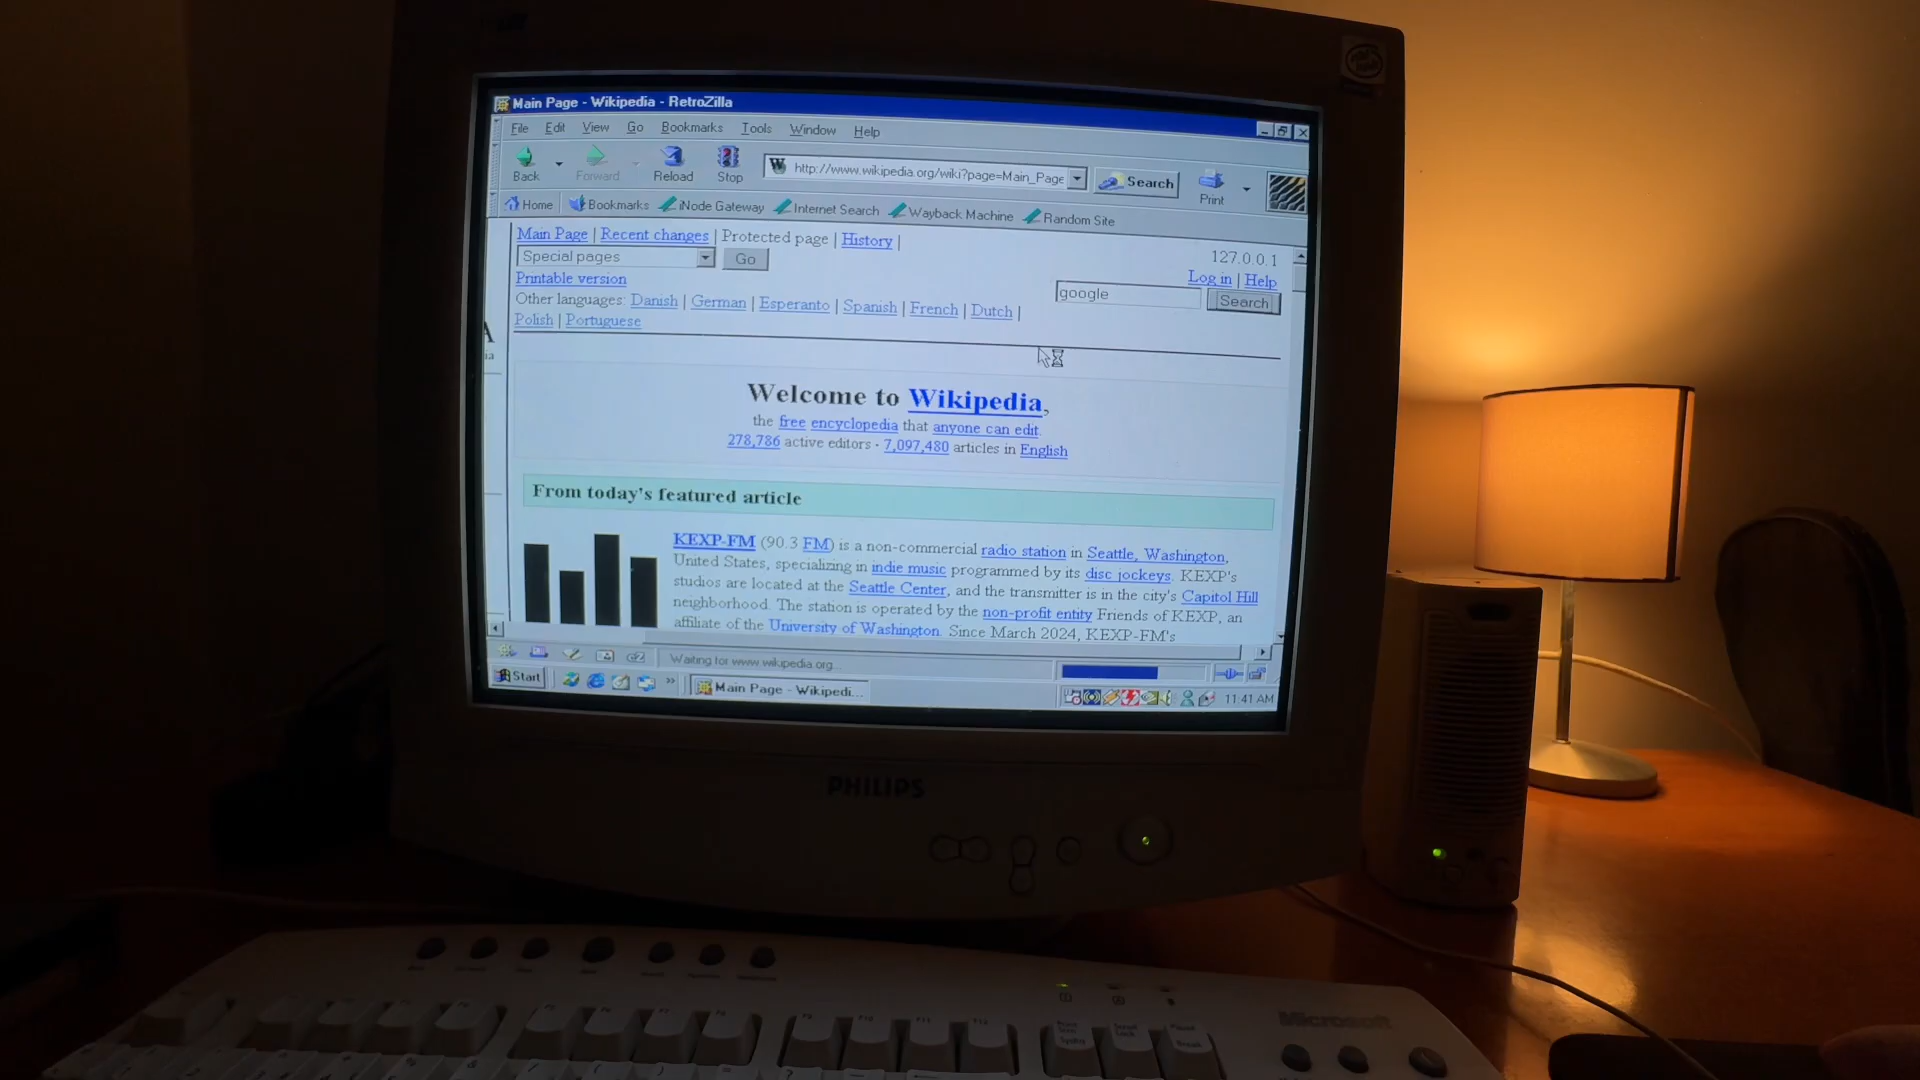 Main Page - Wikipedia - RetroZilla
File Edit View Go Bookmarks Tools Window Help
Back Forward Reload Stop http://www.wikipedia.org/wiki?page=Main_Page Search Print
Home Bookmarks iNode Gateway Internet Search Wayback Machine Random Site
Main Page | Recent changes | Protected page | History |
127.0.0.1
Special pages Go
Log in | Help
Printable version
google Search
Other languages: Danish | German | Esperanto | Spanish | French | Dutch |
Polish | Portuguese
Welcome to Wikipedia,
the free encyclopedia that anyone can edit.
278,786 active editors · 7,097,480 articles in English
From today's featured article
KEXP-FM (90.3 FM) is a non-commercial radio station in Seattle, Washington,
United States, specializing in indie music programmed by its disc jockeys. KEXP's
studios are located at the Seattle Center, and the transmitter is in the city's Capitol Hill
neighborhood. The station is operated by the non-profit entity Friends of KEXP, an
affiliate of the University of Washington. Since March 2024, KEXP-FM's
Waiting for www.wikipedia.org...
Start Main Page - Wikipedi... 11:41 AM
PHILIPS
Microsoft